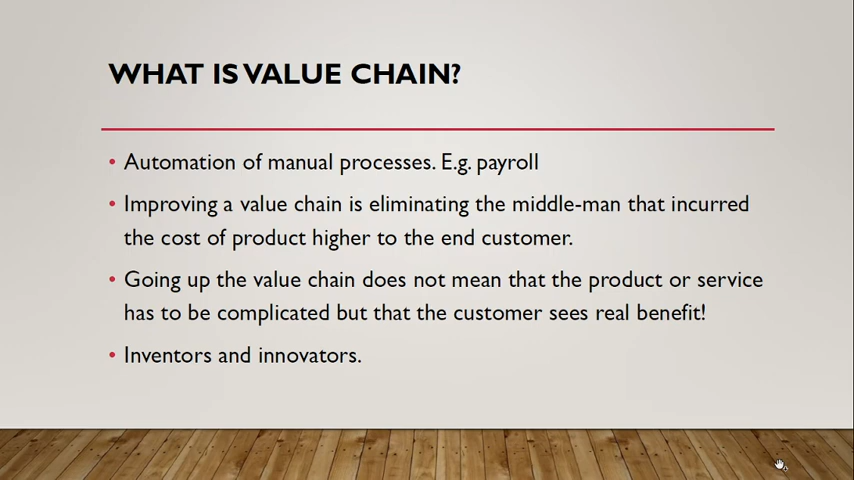 WHAT IS VALUE CHAIN?
• Automation of manual processes. E.g. payroll
• Improving a value chain is eliminating the middle-man that incurred
the cost of product higher to the end customer.
• Going up the value chain does not mean that the product or service
has to be complicated but that the customer sees real benefit!
• Inventors and innovators.